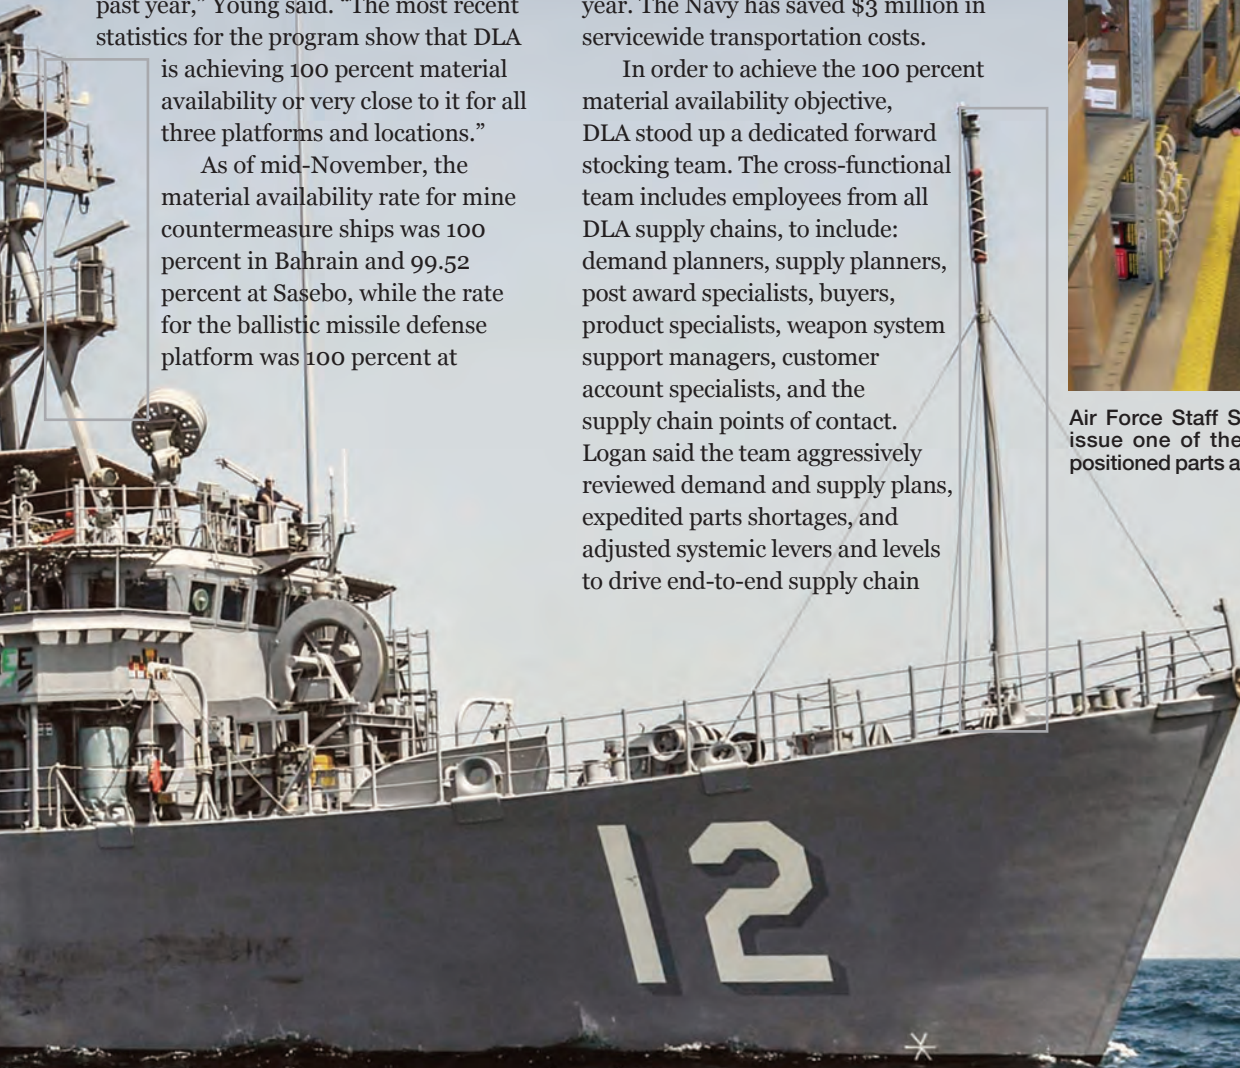 past year,” Young said. “The most recent
statistics for the program show that DLA
is achieving 100 percent material
availability or very close to it for all
three platforms and locations.”
As of mid-November, the
material availability rate for mine
countermeasure ships was 100
percent in Bahrain and 99.52
percent at Sasebo, while the rate
for the ballistic missile defense
platform was 100 percent at
year. The Navy has saved $3 million in
servicewide transportation costs.
In order to achieve the 100 percent
material availability objective,
DLA stood up a dedicated forward
stocking team. The cross-functional
team includes employees from all
DLA supply chains, to include:
demand planners, supply planners,
post award specialists, buyers,
product specialists, weapon system
support managers, customer
account specialists, and the
supply chain points of contact.
Logan said the team aggressively
reviewed demand and supply plans,
expedited parts shortages, and
adjusted systemic levers and levels
to drive end-to-end supply chain
Air Force Staff S
issue one of the
positioned parts a
12